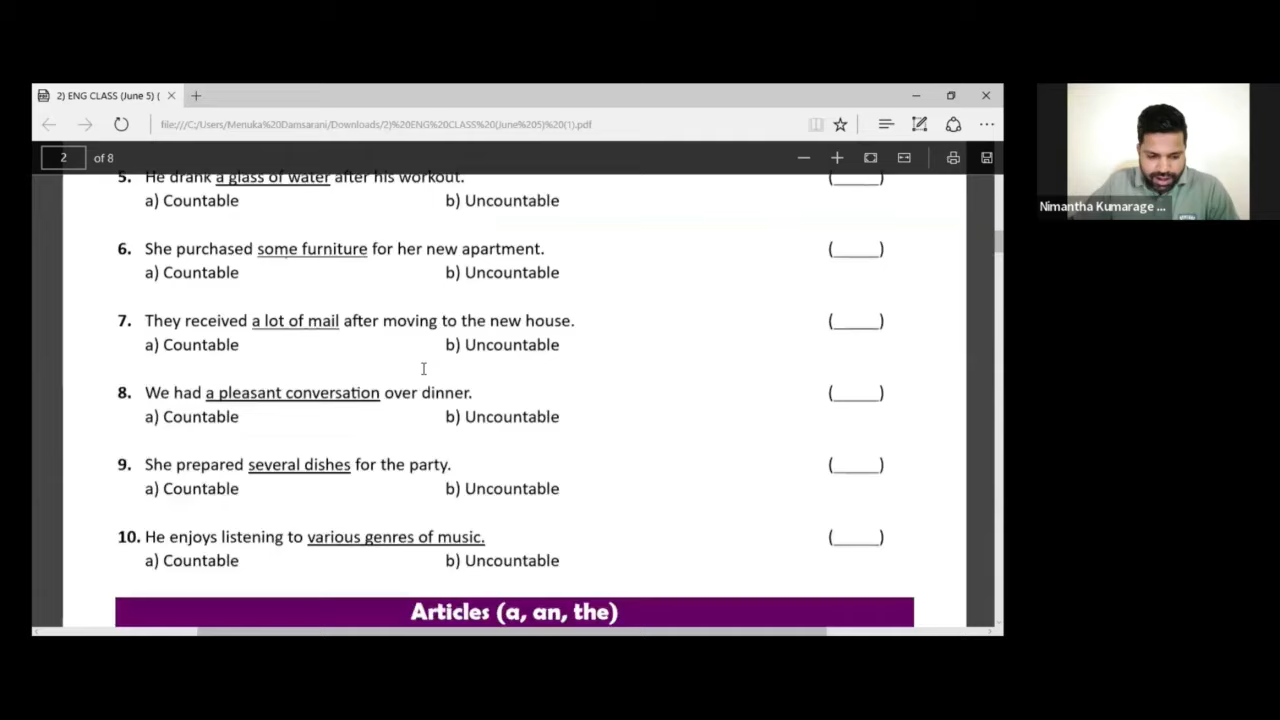 2) ENG CLASS (June 5) (
file:///C:/Users/Menuka%20Damsarani/Downloads/2)%20ENG%20CLASS%20(June%205)%20(1).pdf
2 of 8
5. He drank a glass of water after his workout. (_____)
a) Countable b) Uncountable
6. She purchased some furniture for her new apartment. (_____)
a) Countable b) Uncountable
7. They received a lot of mail after moving to the new house. (_____)
a) Countable b) Uncountable
8. We had a pleasant conversation over dinner. (_____)
a) Countable b) Uncountable
9. She prepared several dishes for the party. (_____)
a) Countable b) Uncountable
10. He enjoys listening to various genres of music. (_____)
a) Countable b) Uncountable
Articles (a, an, the)
Nimantha Kumarage ...